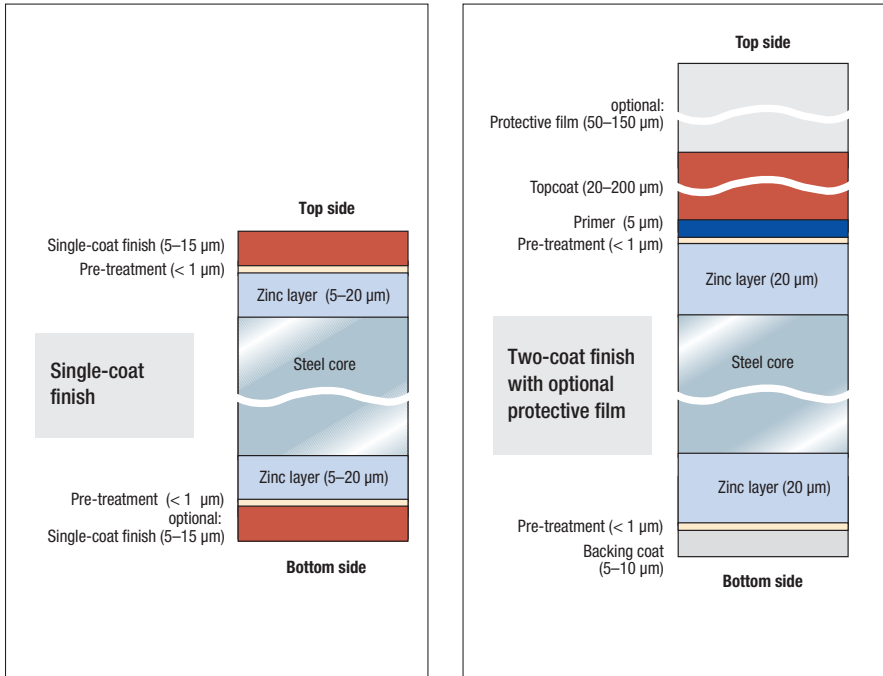 Top side
Single-coat finish (5–15 µm)
Pre-treatment (< 1 µm)
Zinc layer (5–20 µm)
Single-coat
finish
Steel core
Zinc layer (5–20 µm)
Pre-treatment (< 1 µm)
optional:
Single-coat finish (5–15 µm)
Bottom side
Top side
optional:
Protective film (50–150 µm)
Topcoat (20–200 µm)
Primer (5 µm)
Pre-treatment (< 1 µm)
Zinc layer (20 µm)
Two-coat finish
with optional
protective film
Steel core
Zinc layer (20 µm)
Pre-treatment (< 1 µm)
Backing coat
(5–10 µm)
Bottom side